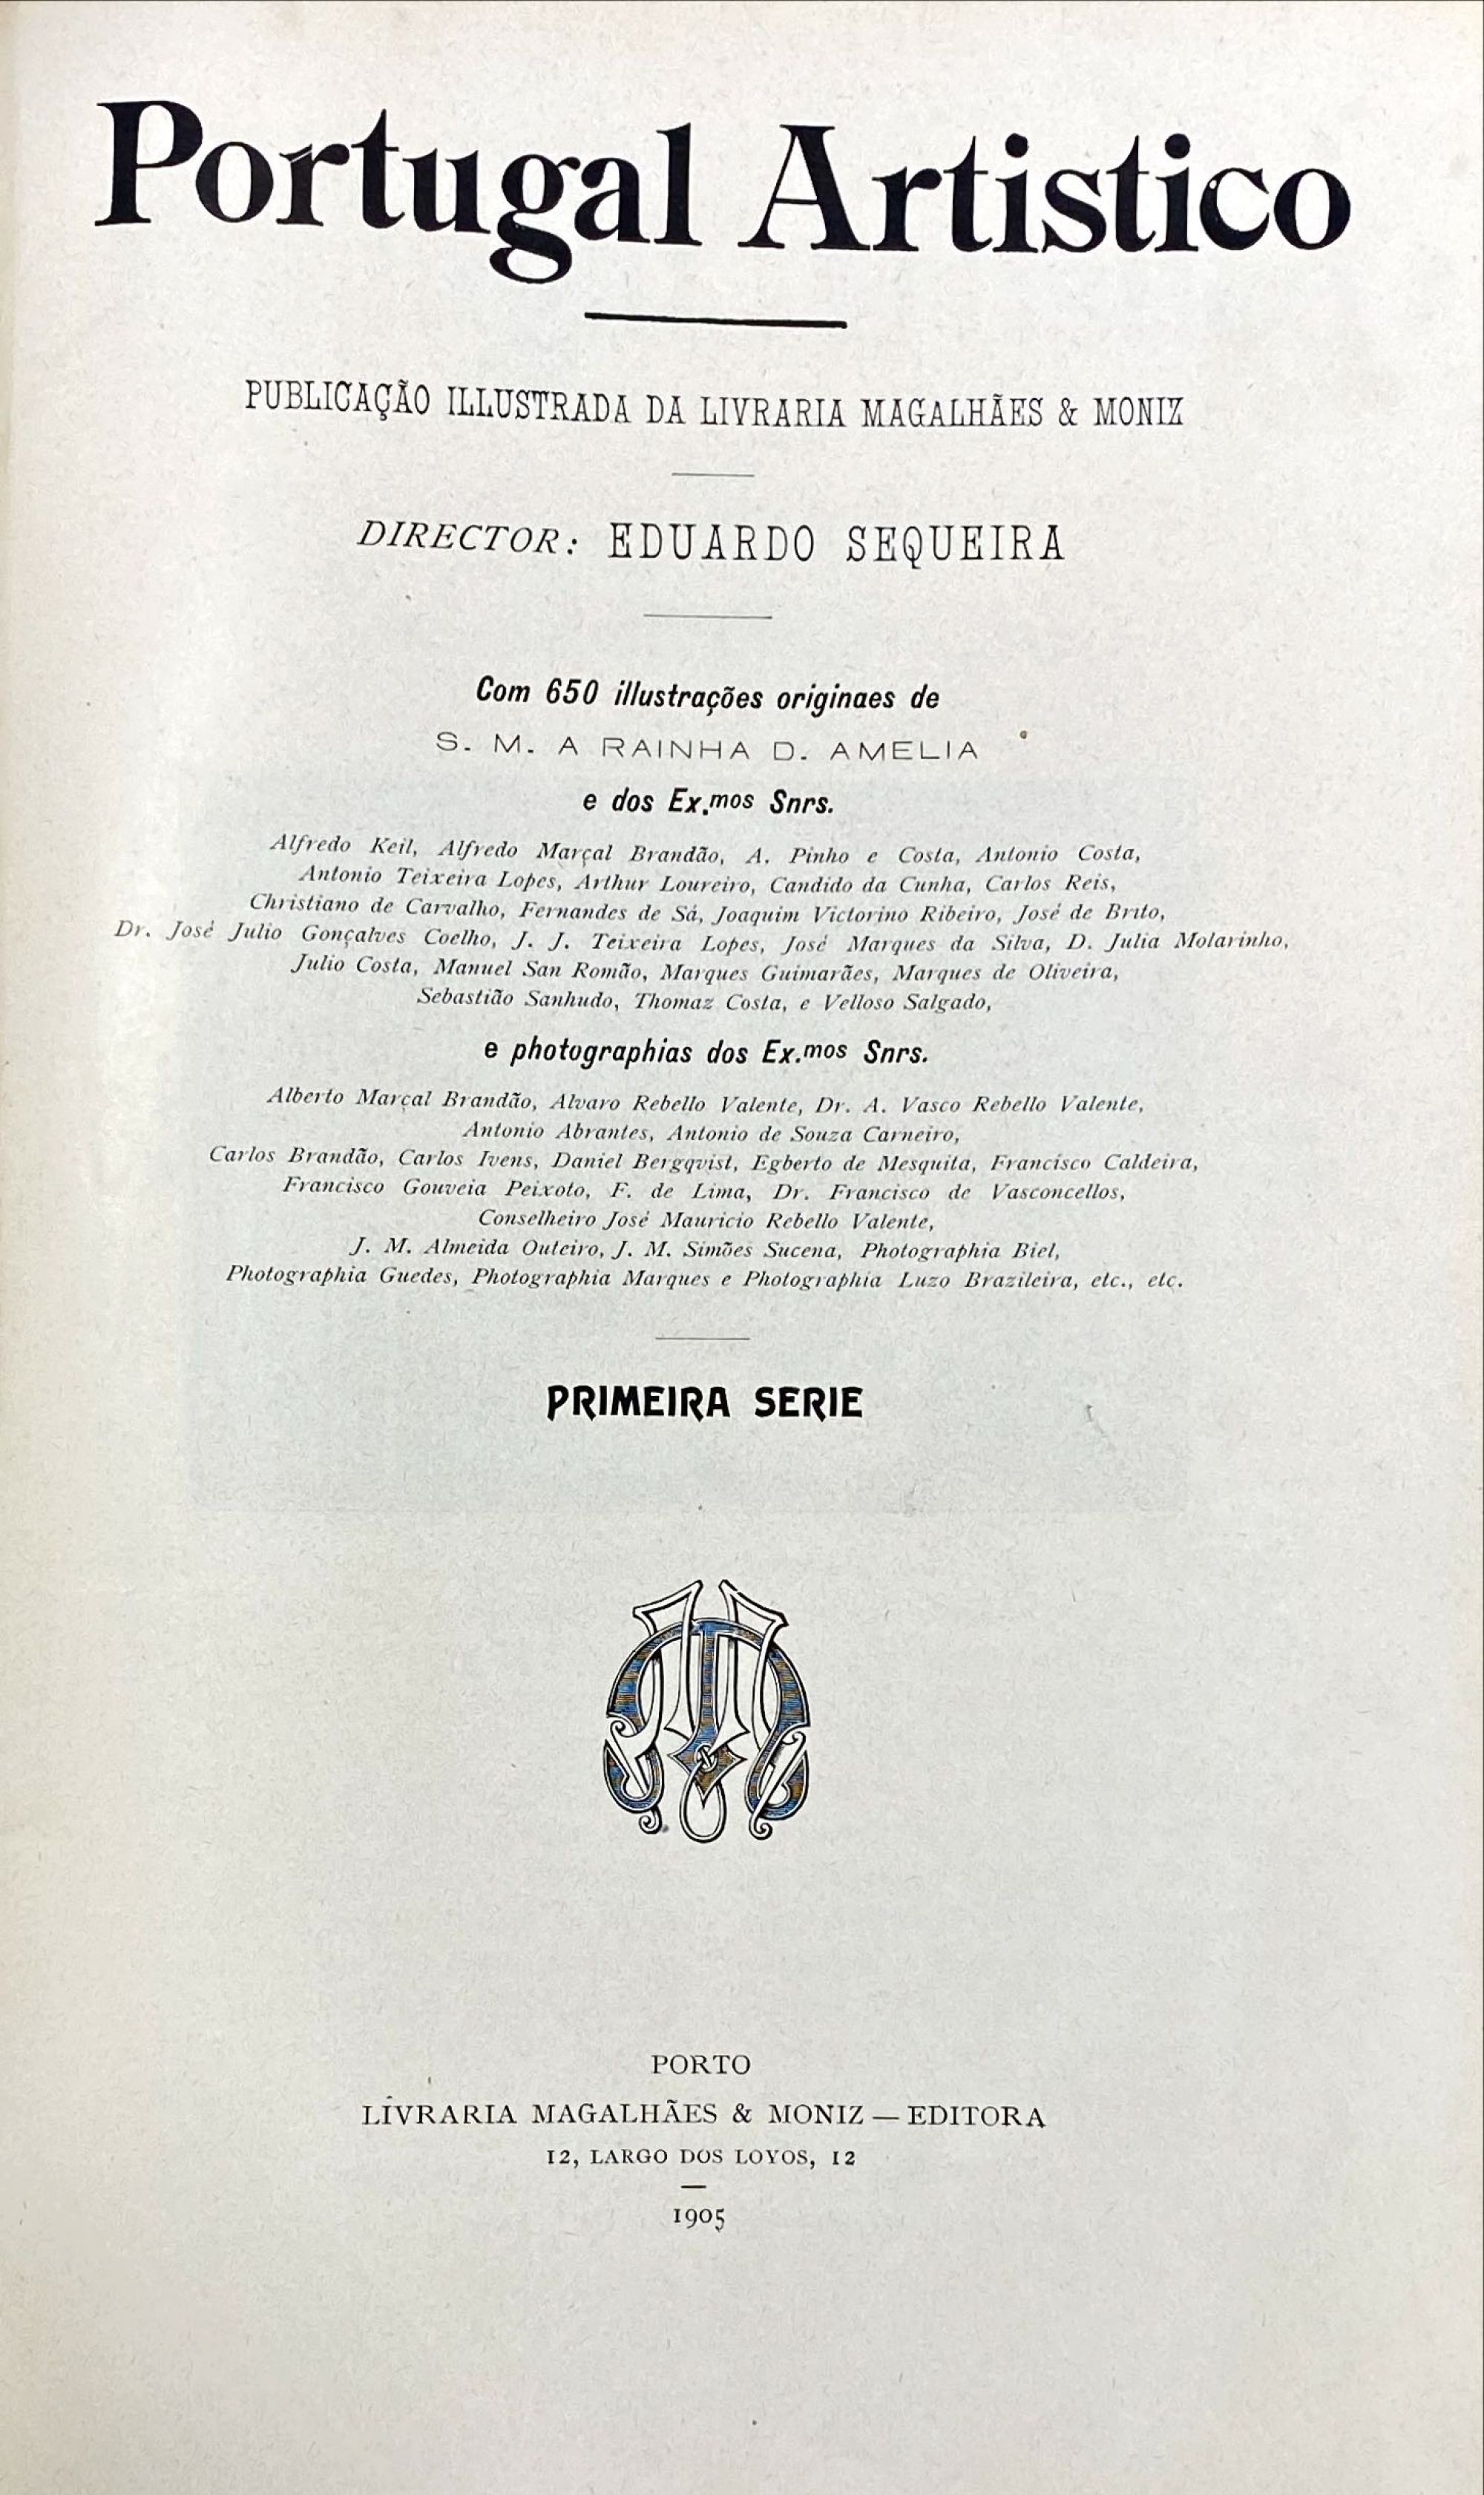 Portugal Artistico
PUBLICAÇÃO ILLUSTRADA DA LIVRARIA MAGALHÃES & MONIZ
DIRECTOR: EDUARDO SEQUEIRA
Com 650 illustrações originaes de
S. M. A RAINHA D. AMELIA
e dos Ex.mos Snrs.
Alfredo Keil, Alfredo Marçal Brandão, A. Pinho e Costa, Antonio Costa,
Antonio Teixeira Lopes, Arthur Loureiro, Candido da Cunha, Carlos Reis,
Christiano de Carvalho, Fernandes de Sá, Joaquim Victorino Ribeiro, José de Brito,
Dr. José Julio Gonçalves Coelho, J. J. Teixeira Lopes, José Marques da Silva, D. Julia Molarinho,
Julio Costa, Manuel San Romão, Marques Guimarães, Marques de Oliveira,
Sebastião Sanhudo, Thomaz Costa, e Velloso Salgado,
e photographias dos Ex.mos Snrs.
Alberto Marçal Brandão, Alvaro Rebello Valente, Dr. A. Vasco Rebello Valente,
Antonio Abrantes, Antonio de Souza Carneiro,
Carlos Brandão, Carlos Ivens, Daniel Bergqvist, Egberto de Mesquita, Francisco Caldeira,
Francisco Gouveia Peixoto, F. de Lima, Dr. Francisco de Vasconcellos,
Conselheiro José Mauricio Rebello Valente,
J. M. Almeida Outeiro, J. M. Simões Sucena, Photographia Biel,
Photographia Guedes, Photographia Marques e Photographia Luzo Brazileira, etc., etc.
PRIMEIRA SERIE
PORTO
LIVRARIA MAGALHÃES & MONIZ — EDITORA
12, LARGO DOS LOYOS, 12
1905